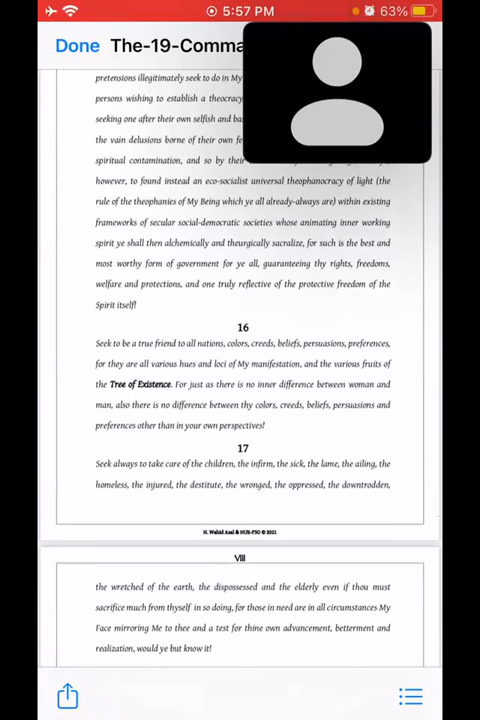 5:57 PM
63%
Done The-19-Comma
pretensions illegitimately seek to do in My
persons wishing to establish a theocracy
seeking one after their own selfish and
the vain delusions borne of their own
spiritual contamination, and so by their
however, to found instead an eco-socialist universal theophanocracy of light (the
rule of the theophanies of My Being which ye all already-always are) within existing
frameworks of secular social-democratic societies whose animating inner working
spirit ye shall then alchemically and theurgically sacralize, for such is the best and
most worthy form of government for ye all, guaranteeing thy rights, freedoms,
welfare and protections, and one truly reflective of the protective freedom of the
Spirit itself!
16
Seek to be a true friend to all nations, colors, creeds, beliefs, persuasions, preferences,
for they are all various hues and loci of My manifestation, and the various fruits of
the Tree of Existence. For just as there is no inner difference between woman and
man, also there is no difference between thy colors, creeds, beliefs, persuasions and
preferences other than in your own perspectives!
17
Seek always to take care of the children, the infirm, the sick, the lame, the ailing, the
homeless, the injured, the destitute, the wronged, the oppressed, the downtrodden,
N. Wahid Azal & NUR-FSO © 2021
VIII
the wretched of the earth, the dispossessed and the elderly even if thou must
sacrifice much from thyself in so doing, for those in need are in all circumstances My
Face mirroring Me to thee and a test for thine own advancement, betterment and
realization, would ye but know it!